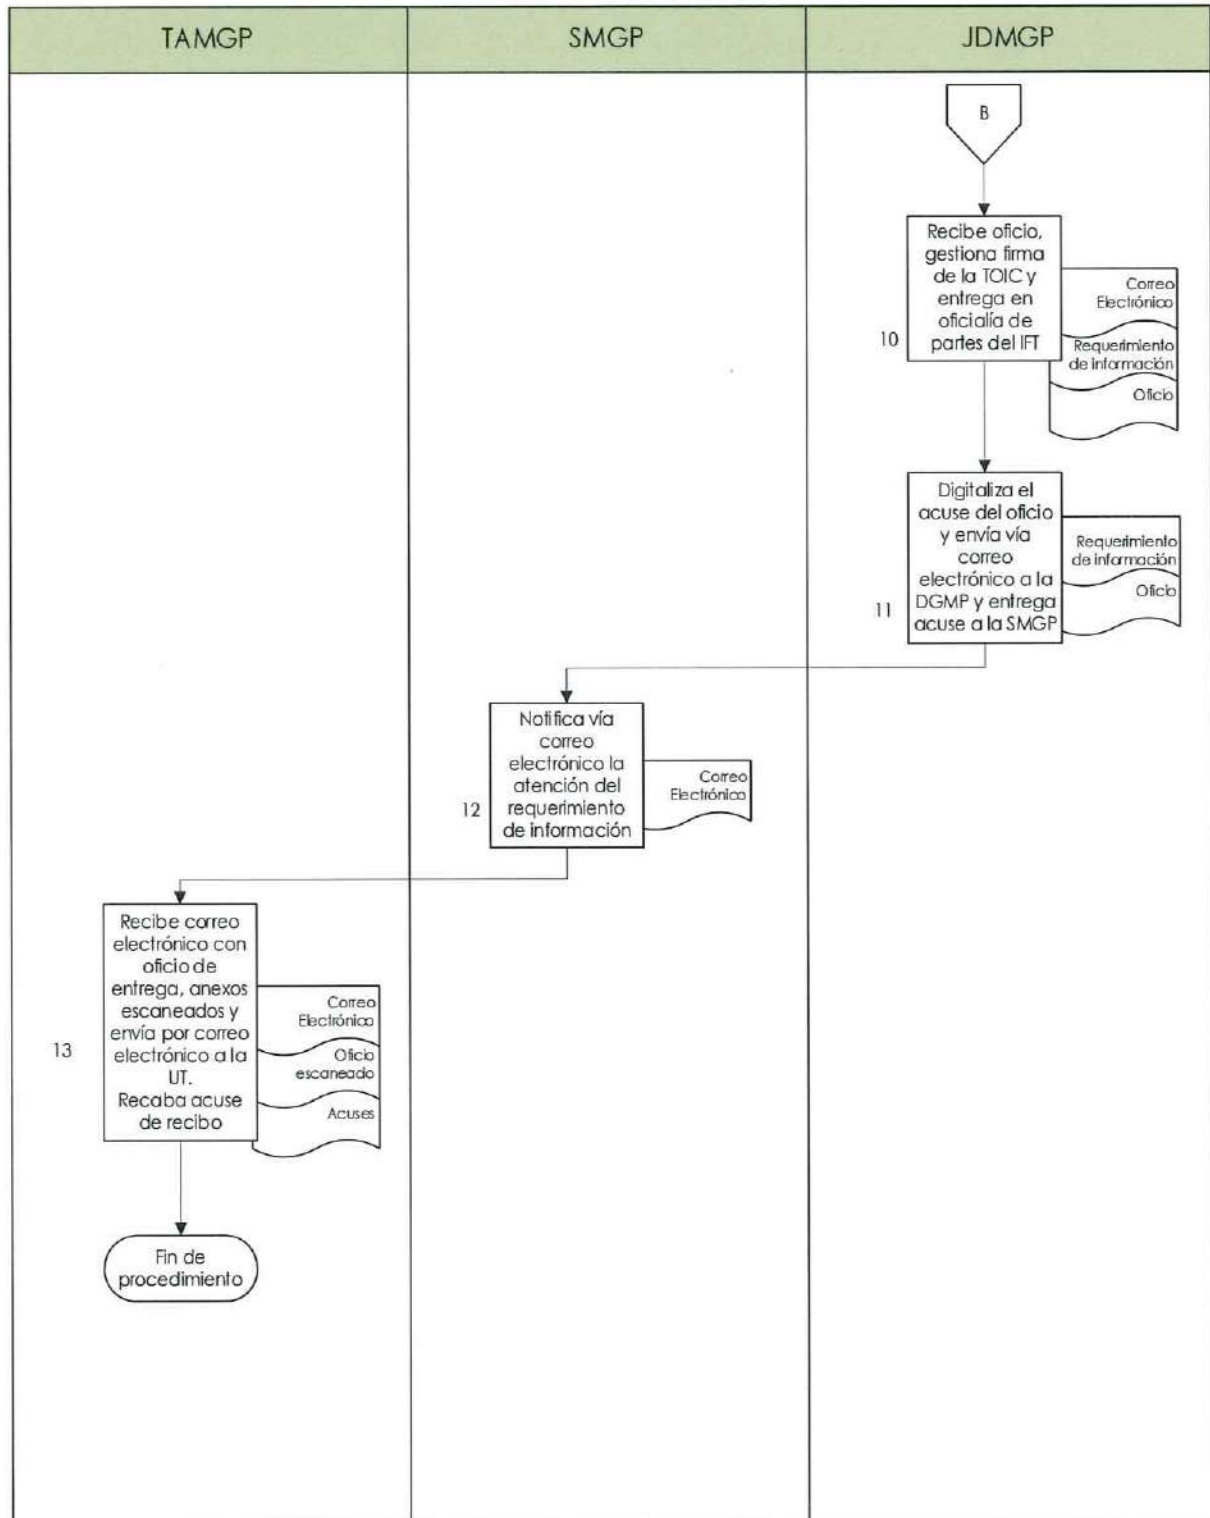 TAMGP
SMGP
JDMGP
B
Recibe oficio,
gestiona firma
de la TOIC y
entrega en
oficialía de
partes del IFT
10
Correo
Electrónico
Requerimiento
de información
Oficio
Digitaliza el
acuse del oficio
y envía vía
correo
electrónico a la
DGMP y entrega
acuse a la SMGP
11
Requerimiento
de información
Oficio
Notifica vía
correo
electrónico la
atención del
requerimiento
de información
12
Correo
Electrónico
Recibe correo
electrónico con
oficio de
entrega, anexos
escaneados y
envía por correo
electrónico a la
UT.
Recaba acuse
de recibo
13
Correo
Electrónico
Oficio
escaneado
Acuses
Fin de
procedimiento